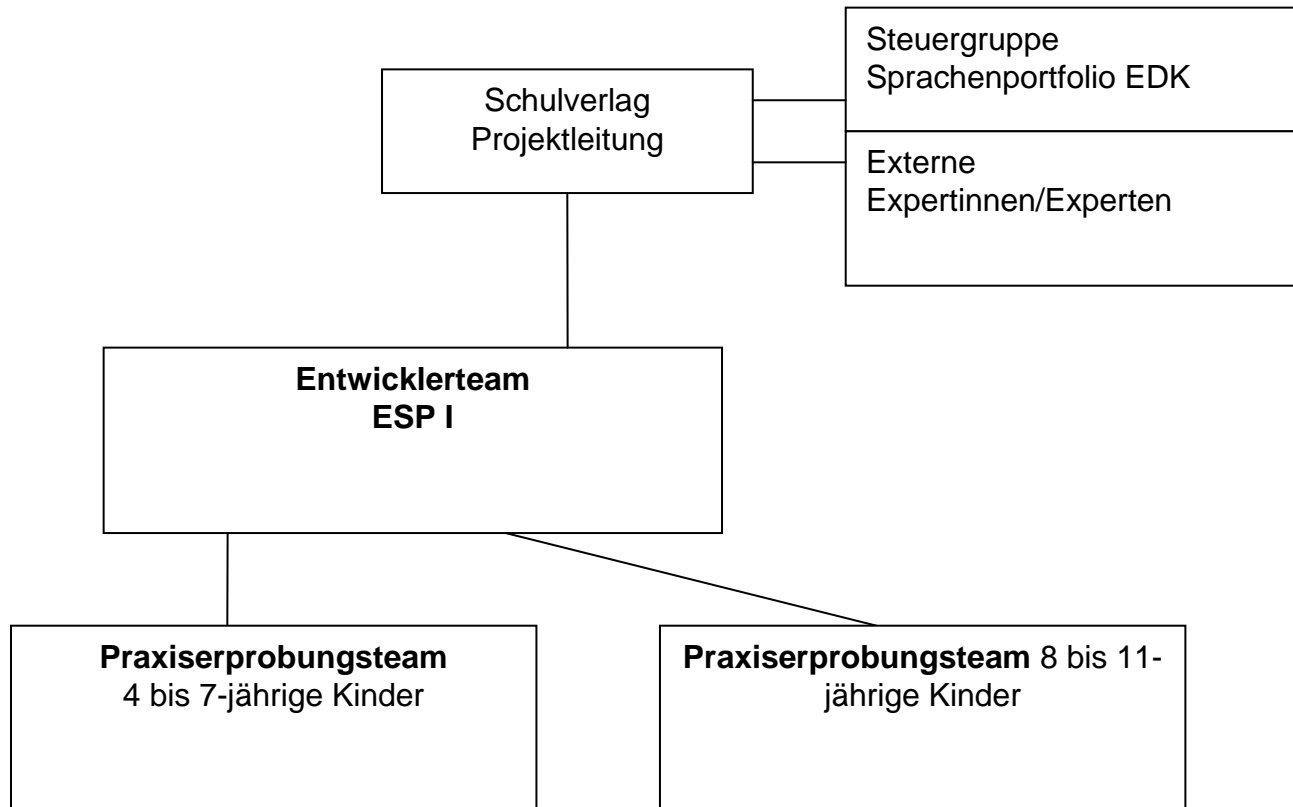 Steuergruppe
Sprachenportfolio EDK
Schulverlag
Projektleitung
Externe
Expertinnen/Experten
Entwicklerteam
ESP I
Praxiserprobungsteam
4 bis 7-jährige Kinder
Praxiserprobungsteam 8 bis 11-
jährige Kinder